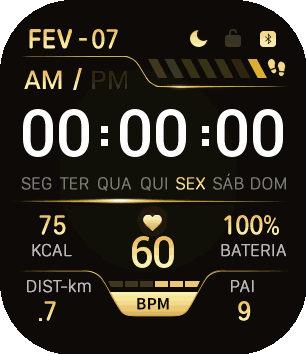 FEV - 07
AM / PM
00:00:00
SEG TER QUA QUI SEX SÁB DOM
75 100%
KCAL 60 BATERIA
DIST-km BPM PAI
.7 9